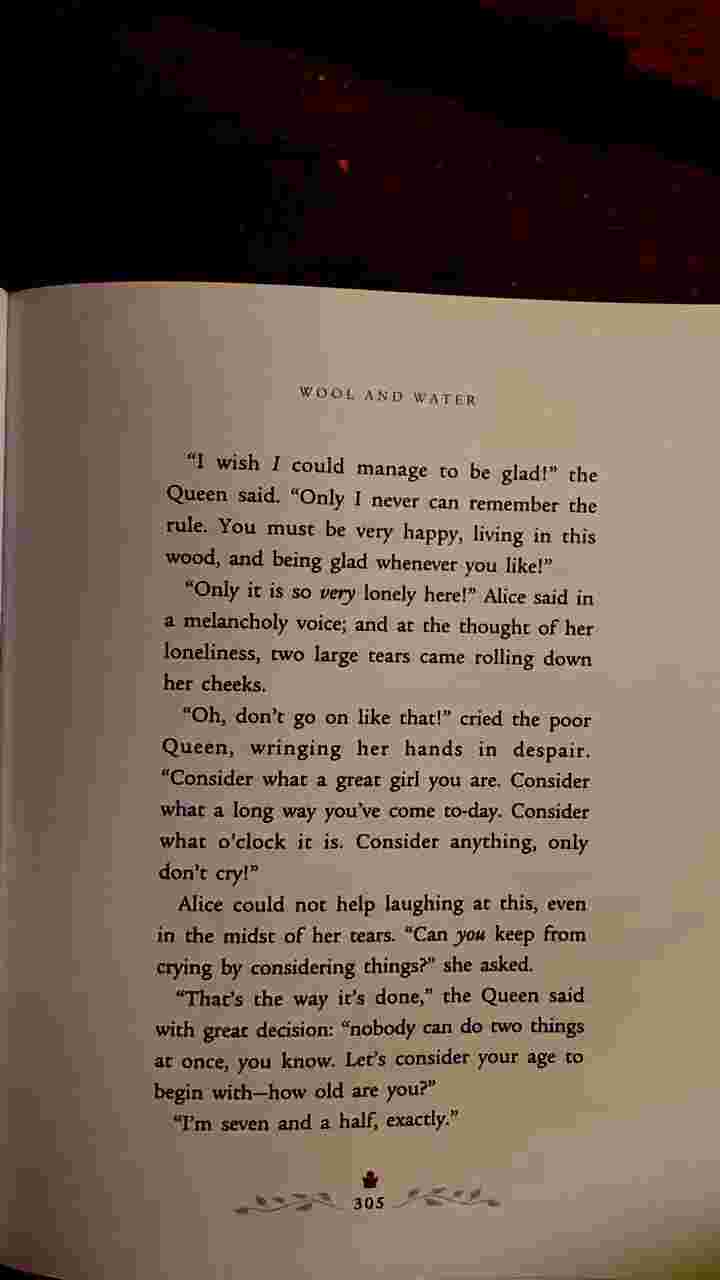 WOOL AND WATER
“I wish I could manage to be glad!” the
Queen said. “Only I never can remember the
rule. You must be very happy, living in this
wood, and being glad whenever you like!”
“Only it is so very lonely here!” Alice said in
a melancholy voice; and at the thought of her
loneliness, two large tears came rolling down
her cheeks.
“Oh, don’t go on like that!” cried the poor
Queen, wringing her hands in despair.
“Consider what a great girl you are. Consider
what a long way you’ve come to-day. Consider
what o’clock it is. Consider anything, only
don’t cry!”
Alice could not help laughing at this, even
in the midst of her tears. “Can you keep from
crying by considering things?” she asked.
“That’s the way it’s done,” the Queen said
with great decision: “nobody can do two things
at once, you know. Let’s consider your age to
begin with—how old are you?”
“I’m seven and a half, exactly.”
305